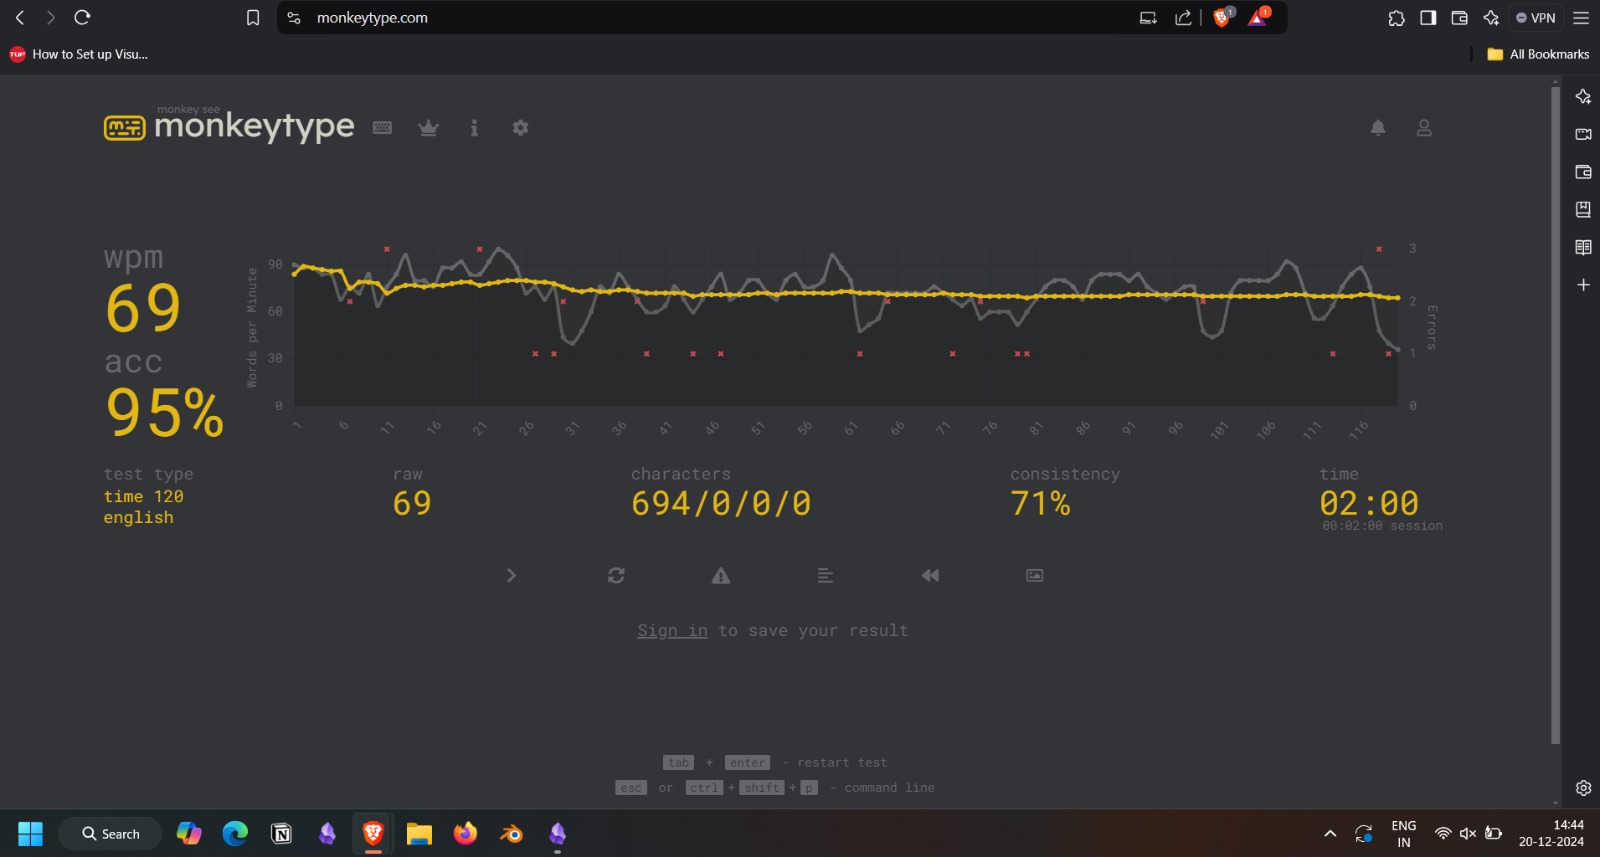 monkeytype.com
1
1
VPN
TUF
How to Set up Visu...
All Bookmarks
monkey see
monkeytype
wpm
69
acc
95%
Words per Minute
90
60
30
0
3
2
1
0
Errors
1 6 11 16 21 26 31 36 41 46 51 56 61 66 71 76 81 86 91 96 101 106 111 116
test type
time 120
english
raw
69
characters
694/0/0/0
consistency
71%
time
02:00
00:02:00 session
Sign in to save your result
tab + enter - restart test
esc or ctrl + shift + p - command line
Search
ENG
IN
14:44
20-12-2024